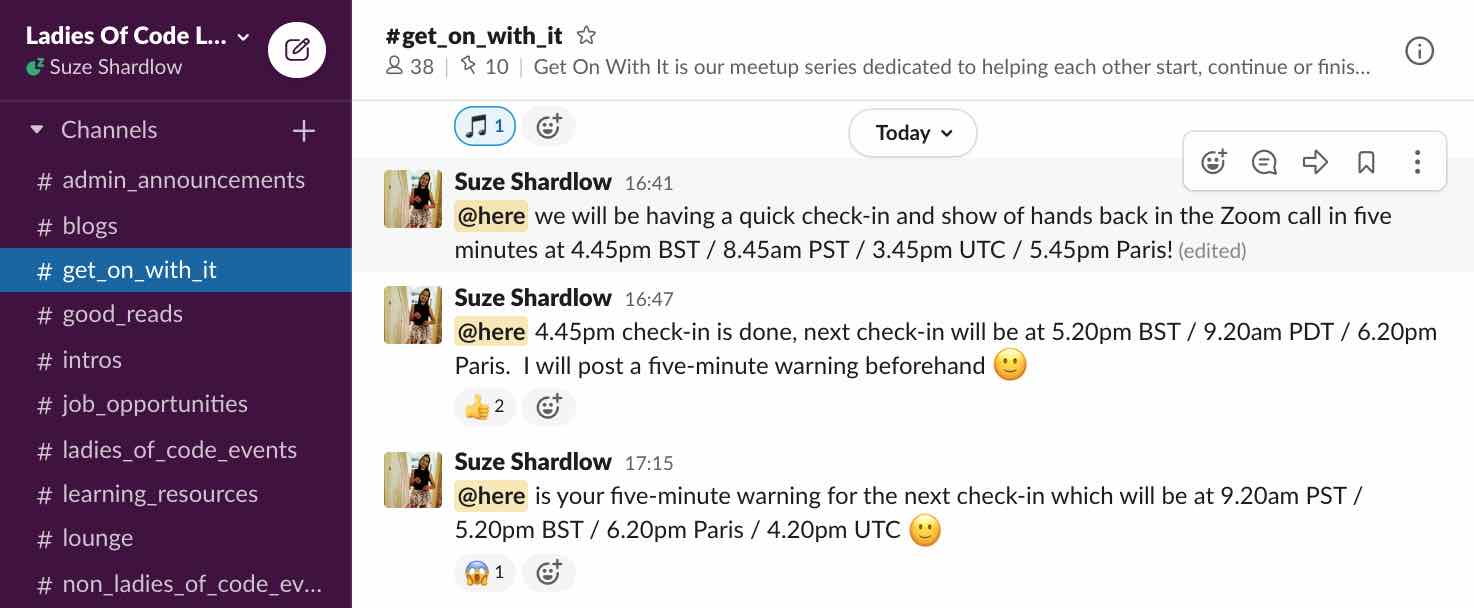 Ladies Of Code L...
Suze Shardlow
Channels
# admin_announcements
# blogs
# get_on_with_it
# good_reads
# intros
# job_opportunities
# ladies_of_code_events
# learning_resources
# lounge
# non_ladies_of_code_ev...
#get_on_with_it
38 | 10 | Get On With It is our meetup series dedicated to helping each other start, continue or finis...
🎵 1
Today
Suze Shardlow 16:41
@here we will be having a quick check-in and show of hands back in the Zoom call in five
minutes at 4.45pm BST / 8.45am PST / 3.45pm UTC / 5.45pm Paris! (edited)
Suze Shardlow 16:47
@here 4.45pm check-in is done, next check-in will be at 5.20pm BST / 9.20am PDT / 6.20pm
Paris. I will post a five-minute warning beforehand 🙂
👍 2
Suze Shardlow 17:15
@here is your five-minute warning for the next check-in which will be at 9.20am PST /
5.20pm BST / 6.20pm Paris / 4.20pm UTC 🙂
😱 1